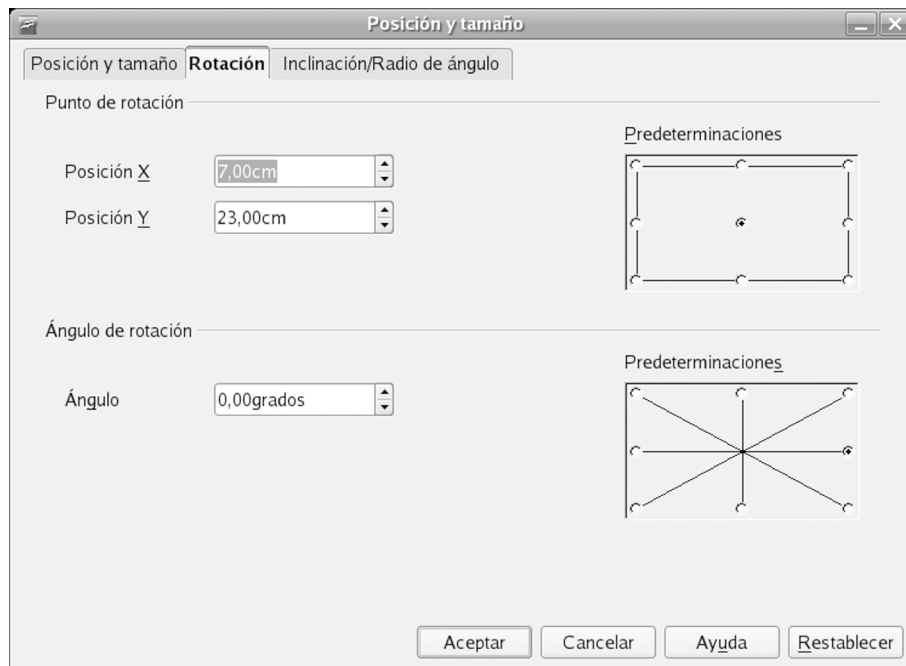 Posición y tamaño
Posición y tamaño Rotación Inclinación/Radio de ángulo
Punto de rotación
Predeterminaciones
Posición X 7,00cm
Posición Y 23,00cm
Ángulo de rotación
Predeterminaciones
Ángulo 0,00grados
Aceptar Cancelar Ayuda Restablecer